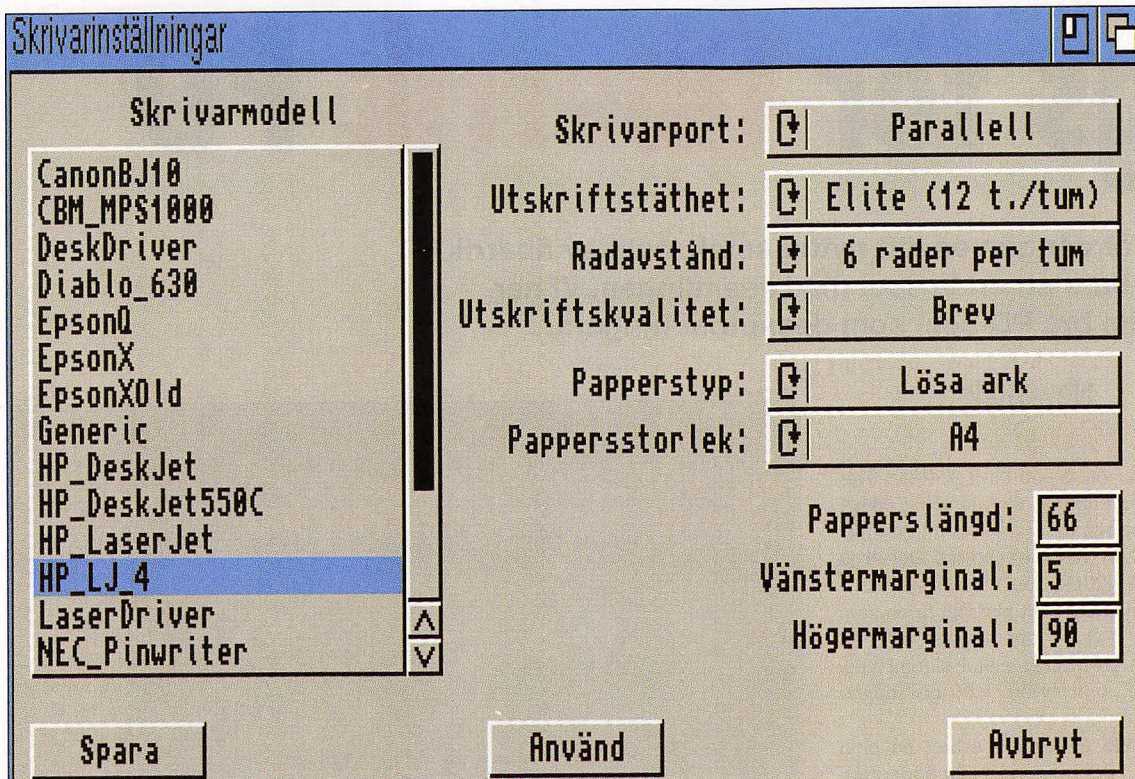 Skrivarinställningar
Skrivarmodell
CanonBJ10
CBM_MPS1000
DeskDriver
Diablo_630
EpsonQ
EpsonX
EpsonXOld
Generic
HP_DeskJet
HP_DeskJet550C
HP_LaserJet
HP_LJ_4
LaserDriver
NEC_Pinwriter
Skrivarport: Parallell
Utskriftstäthet: Elite (12 t./tum)
Radavstånd: 6 rader per tum
Utskriftskvalitet: Brev
Papperstyp: Lösa ark
Pappersstorlek: A4
Papperslängd: 66
Vänstermarginal: 5
Högermarginal: 90
Spara
Använd
Avbryt